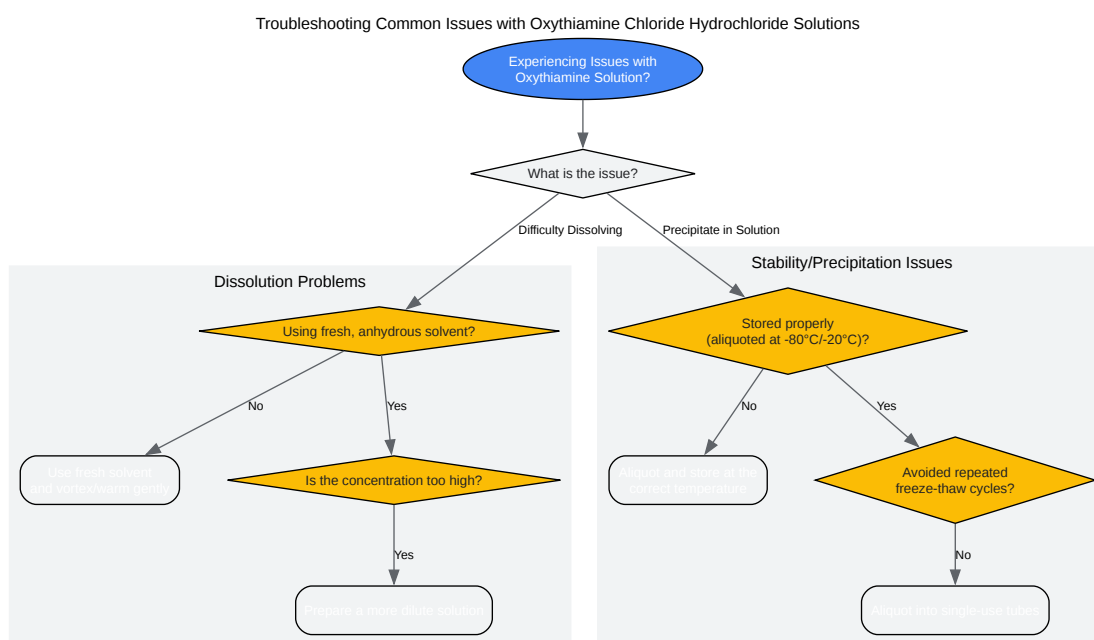 Troubleshooting Common Issues with Oxythiamine Chloride Hydrochloride Solutions
Experiencing Issues with
Oxythiamine Solution?
What is the issue?
Difficulty Dissolving
Precipitate in Solution
Dissolution Problems
Using fresh, anhydrous solvent?
No
Yes
Use fresh solvent
and vortex/warm gently
Is the concentration too high?
Yes
Prepare a more dilute solution
Stability/Precipitation Issues
Stored properly
(aliquoted at -80°C/-20°C)?
No
Yes
Aliquot and store at the
correct temperature
Avoided repeated
freeze-thaw cycles?
No
Aliquot into single-use tubes